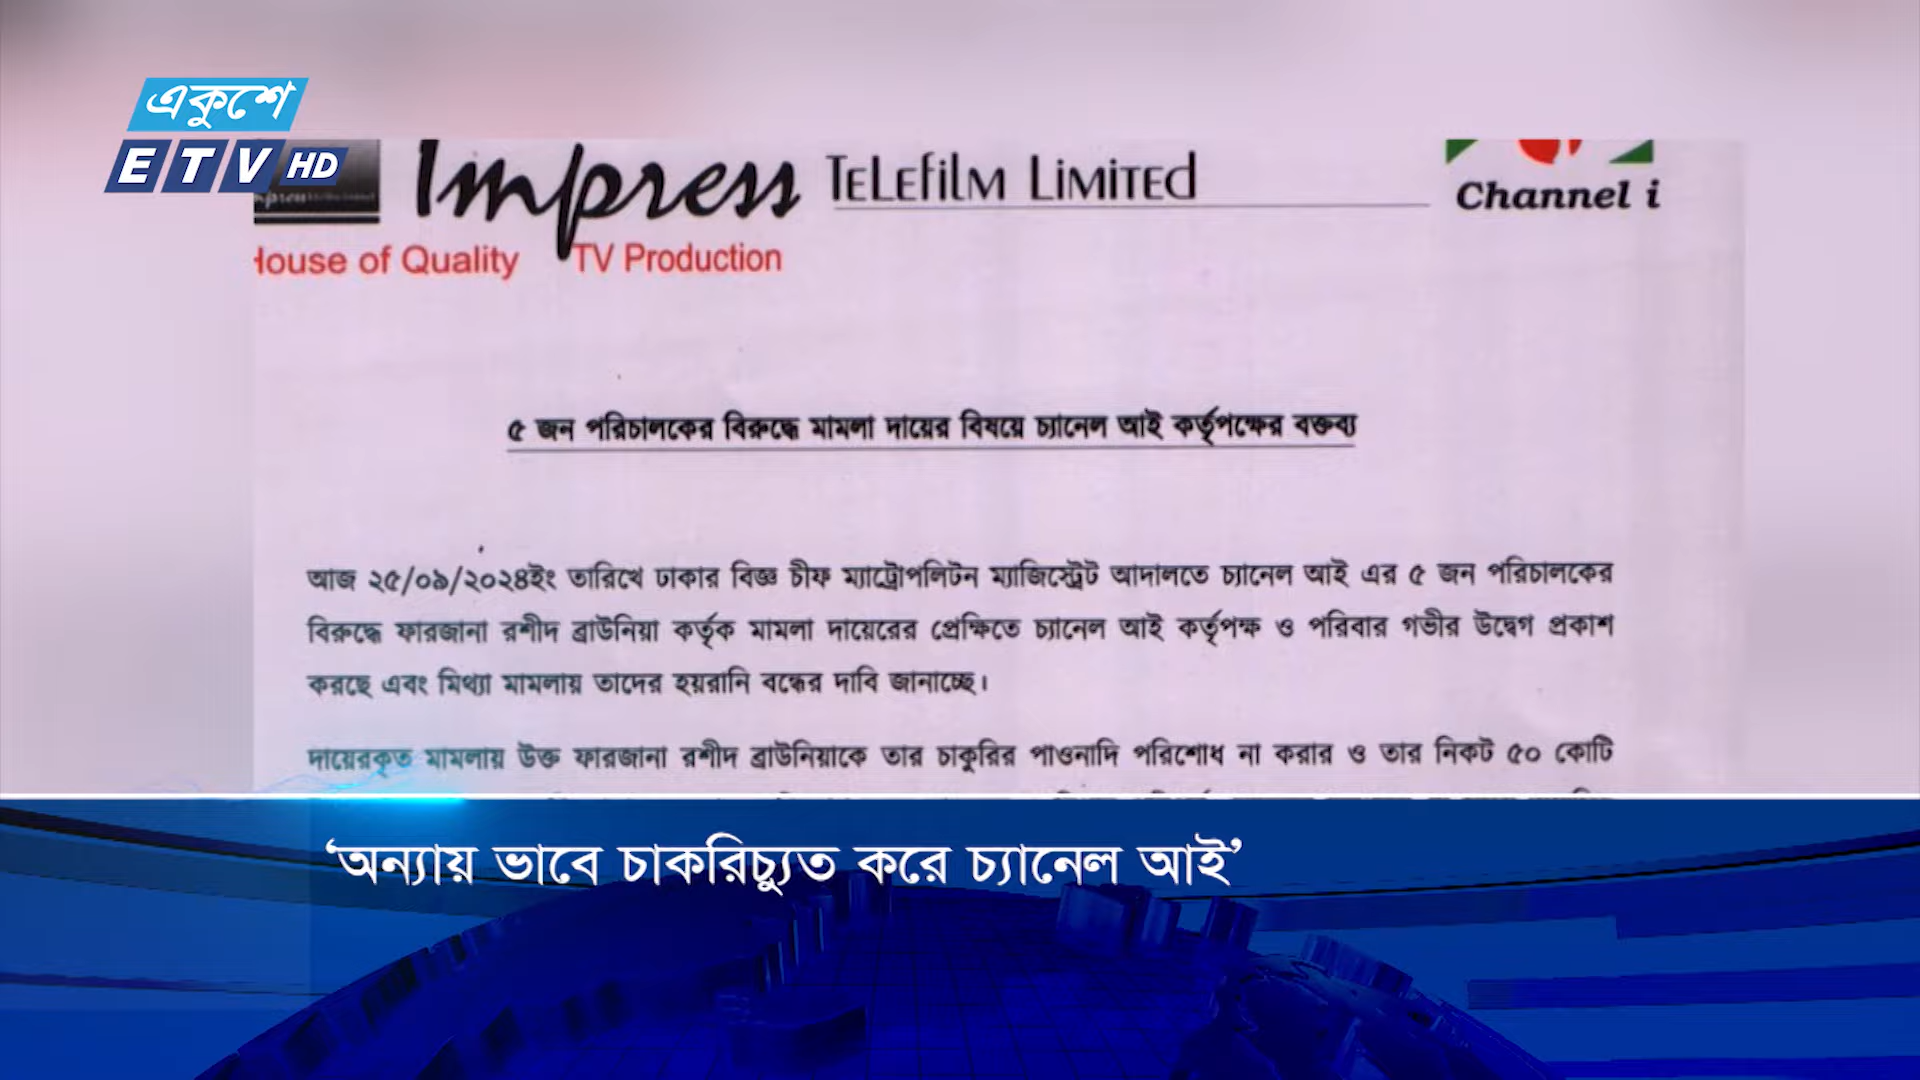 একুশে
ETV HD
Impress TELEFILM LIMITED
Channel i
House of Quality TV Production
৫ জন পরিচালকের বিরুদ্ধে মামলা দায়ের বিষয়ে চ্যানেল আই কর্তৃপক্ষের বক্তব্য
আজ ২৫/০৯/২০২৪ইং তারিখে ঢাকার বিজ্ঞ চীফ ম্যাট্রোপলিটন ম্যাজিস্ট্রেট আদালতে চ্যানেল আই এর ৫ জন পরিচালকের
বিরুদ্ধে ফারজানা রশীদ ব্রাউনিয়া কর্তৃক মামলা দায়েরের প্রেক্ষিতে চ্যানেল আই কর্তৃপক্ষ ও পরিবার গভীর উদ্বেগ প্রকাশ
করছে এবং মিথ্যা মামলায় তাদের হয়রানি বন্ধের দাবি জানাচ্ছে।
দায়েরকৃত মামলায় উক্ত ফারজানা রশীদ ব্রাউনিয়াকে তার চাকুরির পাওনাদি পরিশোধ না করার ও তার নিকট ৫০ কোটি
‘অন্যায় ভাবে চাকরিচ্যুত করে চ্যানেল আই’